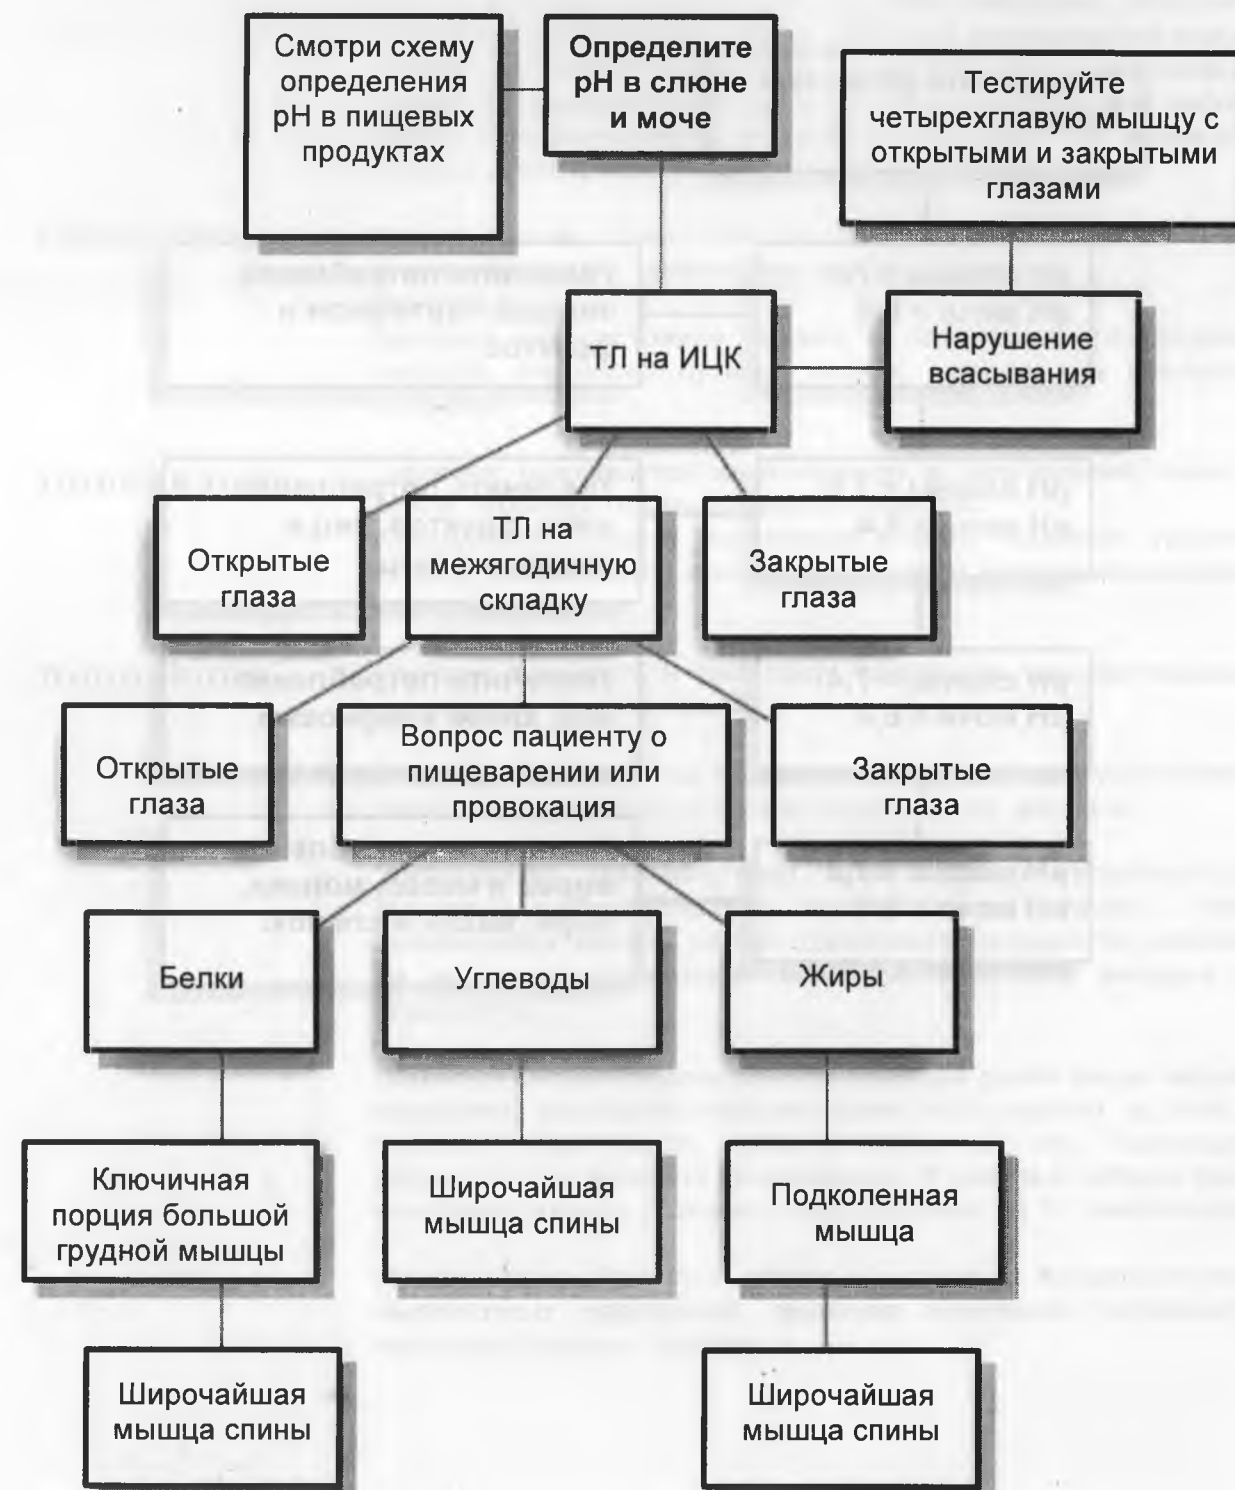 Смотри схему
определения
pH в пищевых
продуктах
Определите
pH в слюне
и моче
Тестируйте
четырехглавую мышцу с
открытыми и закрытыми
глазами
ТЛ на ИЦК
Нарушение
всасывания
Открытые
глаза
ТЛ на
межягодичную
складку
Закрытые
глаза
Открытые
глаза
Вопрос пациенту о
пищеварении или
провокация
Закрытые
глаза
Белки
Углеводы
Жиры
Ключичная
порция большой
грудной мышцы
Широчайшая
мышца спины
Подколенная
мышца
Широчайшая
мышца спины
Широчайшая
мышца спины